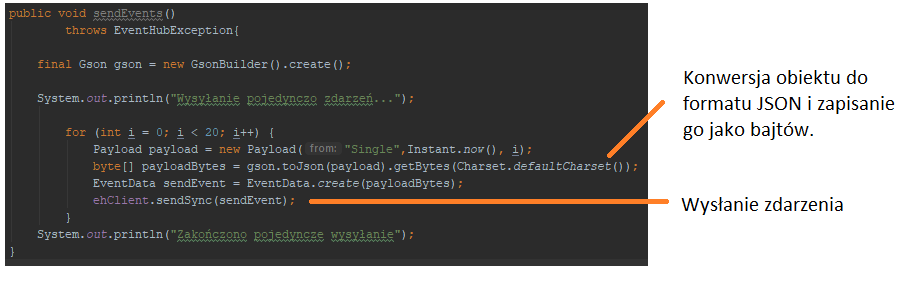 public void sendEvents()
throws EventHubException{
final Gson gson = new GsonBuilder().create();
System.out.println("Wysyłanie pojedynczo zdarzeń...");
for (int i = 0; i < 20; i++) {
Payload payload = new Payload( from: "Single",Instant.now(), i);
byte[] payloadBytes = gson.toJson(payload).getBytes(Charset.defaultCharset());
EventData sendEvent = EventData.create(payloadBytes);
ehClient.sendSync(sendEvent);
}
System.out.println("Zakończono pojedyncze wysyłanie");
}
Konwersja obiektu do
formatu JSON i zapisanie
go jako bajtów.
Wysłanie zdarzenia